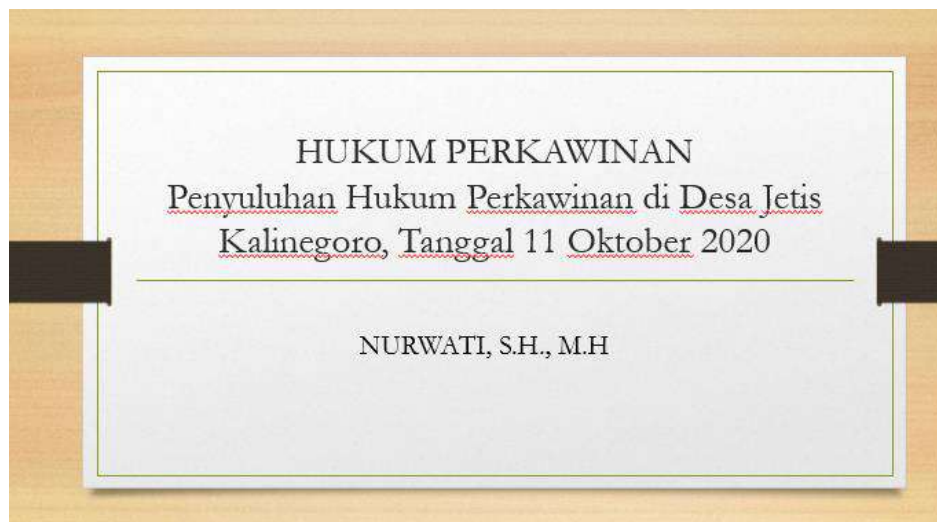 HUKUM PERKAWINAN
Penyuluhan Hukum Perkawinan di Desa Jetis
Kalinegoro, Tanggal 11 Oktober 2020
NURWATI, S.H., M.H